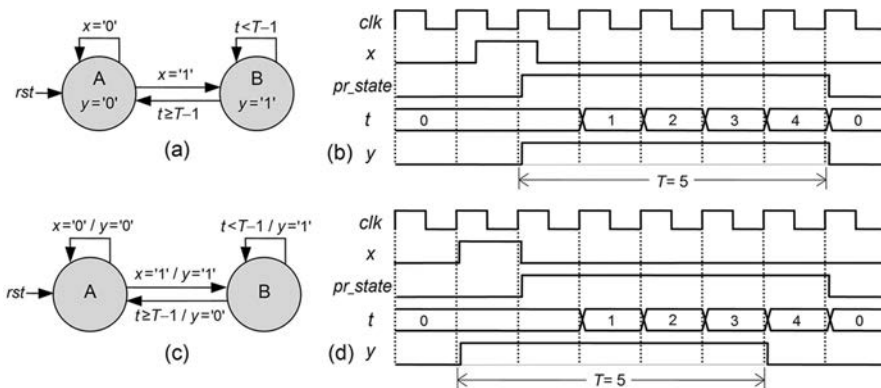 x='0'
A
y='0'
rst
x='1'
t≥T–1
t<T–1
B
y='1'
(a)
clk
x
pr_state
t
0 1 2 3 4 0
y
T= 5
(b)
x='0' / y='0'
A
rst
x='1' / y='1'
t≥T–1 / y='0'
t<T–1 / y='1'
B
(c)
clk
x
pr_state
t
0 1 2 3 4 0
y
T= 5
(d)